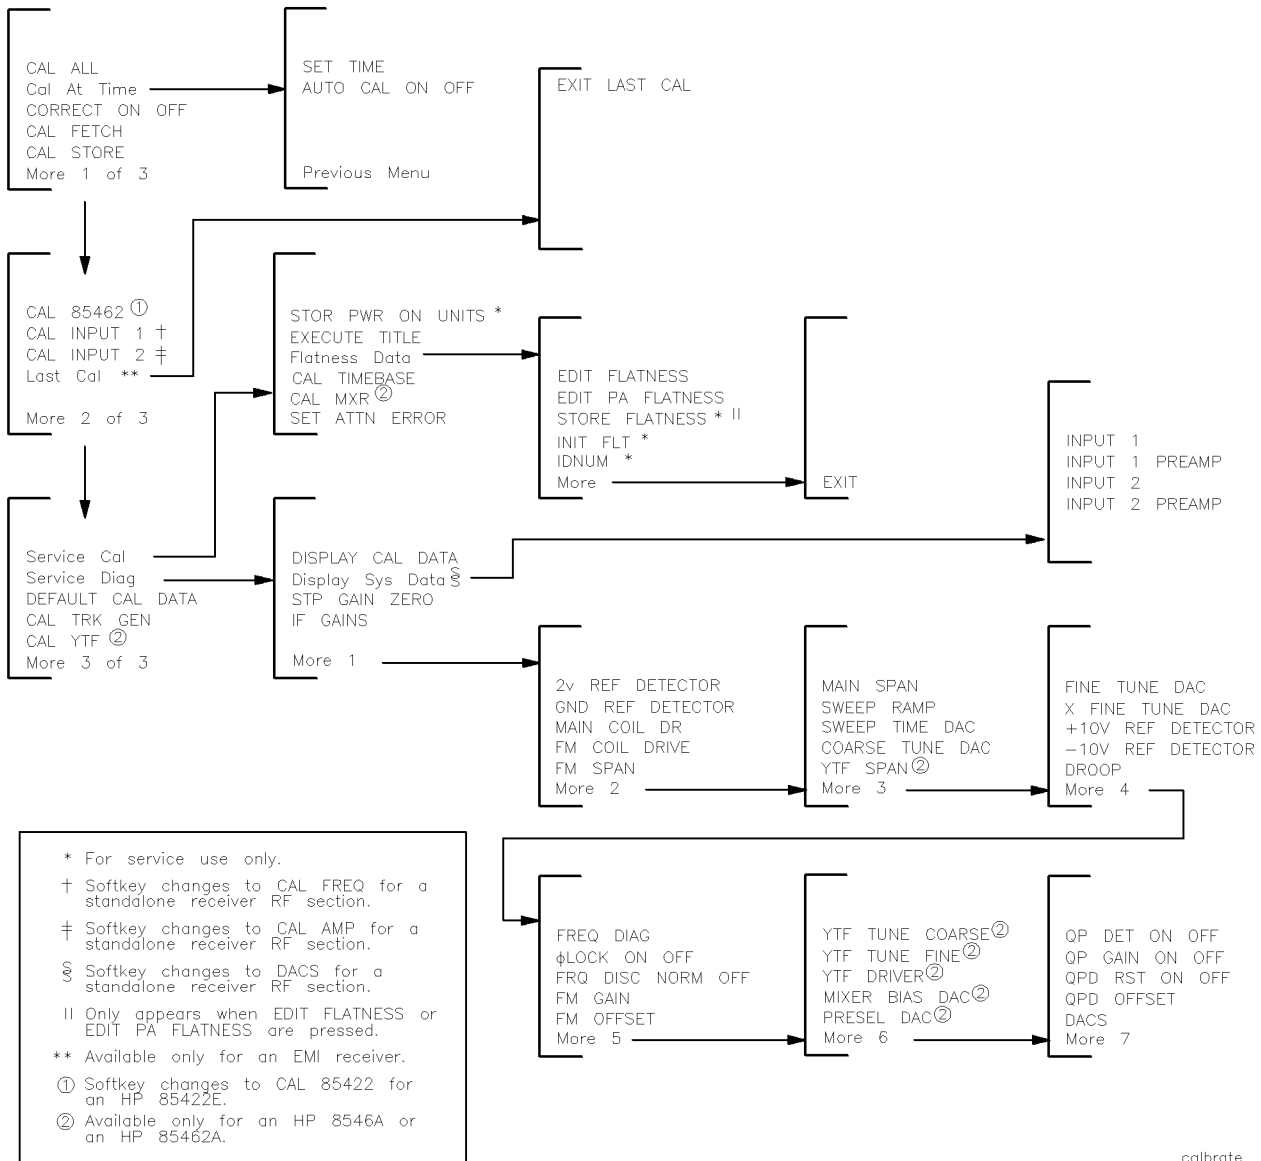 CAL ALL
Cal At Time
CORRECT ON OFF
CAL FETCH
CAL STORE
More 1 of 3
SET TIME
AUTO CAL ON OFF
Previous Menu
EXIT LAST CAL
CAL 85462 ①
CAL INPUT 1 †
CAL INPUT 2 ‡
Last Cal **
More 2 of 3
STOR PWR ON UNITS *
EXECUTE TITLE
Flatness Data
CAL TIMEBASE
CAL MXR ②
SET ATTN ERROR
EDIT FLATNESS
EDIT PA FLATNESS
STORE FLATNESS * ||
INIT FLT *
IDNUM *
More
EXIT
INPUT 1
INPUT 1 PREAMP
INPUT 2
INPUT 2 PREAMP
Service Cal
Service Diag
DEFAULT CAL DATA
CAL TRK GEN
CAL YTF ②
More 3 of 3
DISPLAY CAL DATA
Display Sys Data §
STP GAIN ZERO
IF GAINS
More 1
2v REF DETECTOR
GND REF DETECTOR
MAIN COIL DR
FM COIL DRIVE
FM SPAN
More 2
MAIN SPAN
SWEEP RAMP
SWEEP TIME DAC
COARSE TUNE DAC
YTF SPAN ②
More 3
FINE TUNE DAC
X FINE TUNE DAC
+10V REF DETECTOR
−10V REF DETECTOR
DROOP
More 4
FREQ DIAG
ϕLOCK ON OFF
FRQ DISC NORM OFF
FM GAIN
FM OFFSET
More 5
YTF TUNE COARSE ②
YTF TUNE FINE ②
YTF DRIVER ②
MIXER BIAS DAC ②
PRESEL DAC ②
More 6
QP DET ON OFF
QP GAIN ON OFF
QPD RST ON OFF
QPD OFFSET
DACS
More 7
* For service use only.
† Softkey changes to CAL FREQ for a
standalone receiver RF section.
‡ Softkey changes to CAL AMP for a
standalone receiver RF section.
§ Softkey changes to DACS for a
standalone receiver RF section.
|| Only appears when EDIT FLATNESS or
EDIT PA FLATNESS are pressed.
** Available only for an EMI receiver.
① Softkey changes to CAL 85422 for
an HP 85422E.
② Available only for an HP 8546A or
an HP 85462A.
calbrate